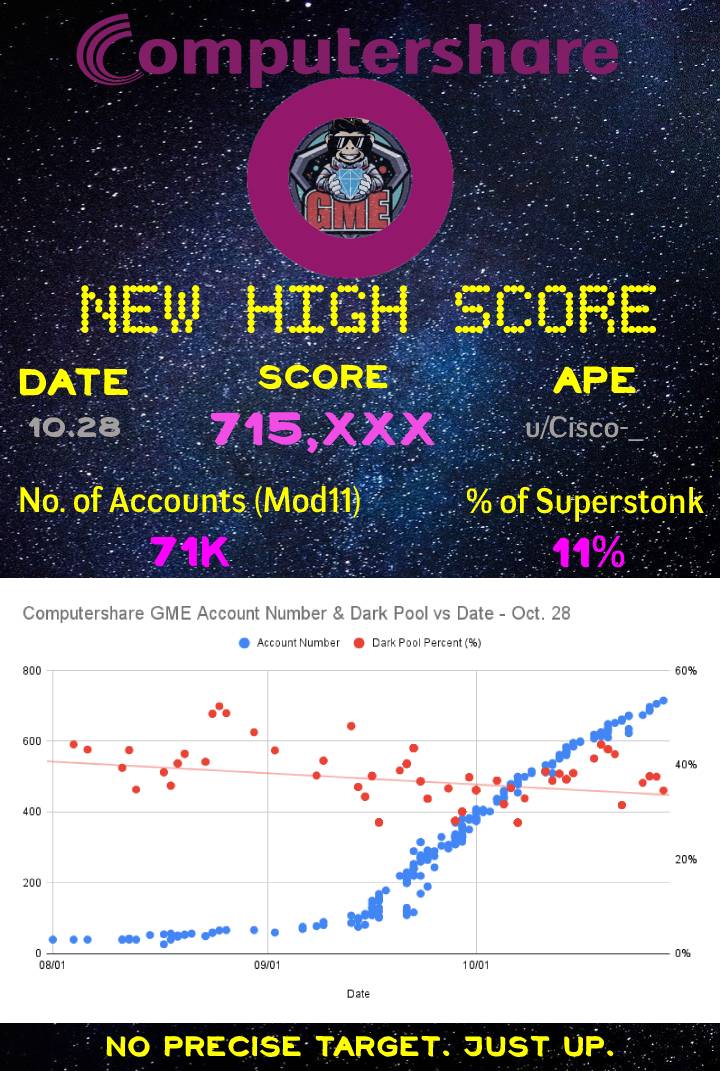 Computershare
GME
NEW HIGH SCORE
DATE SCORE APE
10.28 715,XXX u/Cisco-_
No. of Accounts (Mod11) % of Superstonk
71K 11%
Computershare GME Account Number & Dark Pool vs Date - Oct. 28
Account Number Dark Pool Percent (%)
800 60%
600
40%
400
20%
200
0 0%
08/01 09/01 10/01
Date
NO PRECISE TARGET. JUST UP.